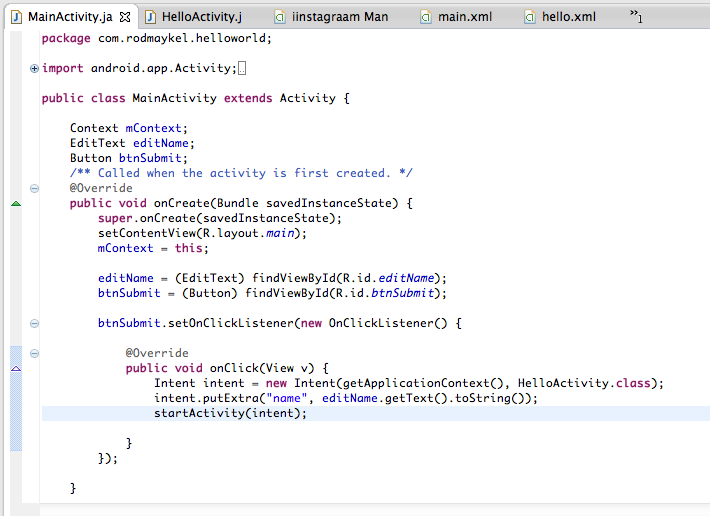 MainActivity.ja
HelloActivity.j
iinstagraam Man
main.xml
hello.xml
»1
package com.rodmaykel.helloworld;
import android.app.Activity;
public class MainActivity extends Activity {
Context mContext;
EditText editName;
Button btnSubmit;
/** Called when the activity is first created. */
@Override
public void onCreate(Bundle savedInstanceState) {
super.onCreate(savedInstanceState);
setContentView(R.layout.main);
mContext = this;
editName = (EditText) findViewById(R.id.editName);
btnSubmit = (Button) findViewById(R.id.btnSubmit);
btnSubmit.setOnClickListener(new OnClickListener() {
@Override
public void onClick(View v) {
Intent intent = new Intent(getApplicationContext(), HelloActivity.class);
intent.putExtra("name", editName.getText().toString());
startActivity(intent);
}
});
}